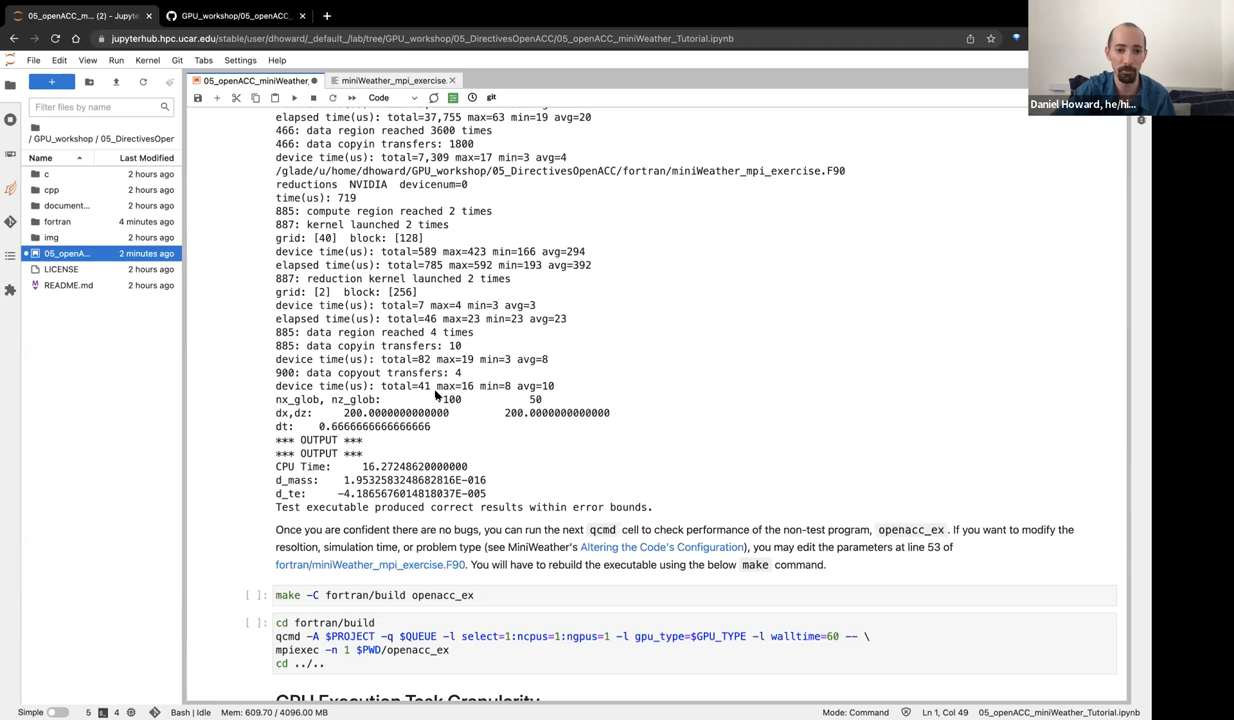 05_openACC_m... (2) - Jupyter
GPU_workshop/05_openACC_
jupyterhub.hpc.ucar.edu/stable/user/dhoward/_default_/lab/tree/GPU_workshop/05_DirectivesOpenACC/05_openACC_miniWeather_Tutorial.ipynb
File Edit View Run Kernel Git Tabs Settings Help
05_openACC_miniWeather_
miniWeather_mpi_exercise.
Code
git
Filter files by name
/ GPU_workshop / 05_DirectivesOper
Name Last Modified
c 2 hours ago
cpp 2 hours ago
document... 2 hours ago
fortran 4 minutes ago
img 2 hours ago
05_openA... 2 minutes ago
LICENSE 2 hours ago
README.md 2 hours ago
elapsed time(us): total=37,755 max=63 min=19 avg=20
466: data region reached 3600 times
466: data copyin transfers: 1800
device time(us): total=7,309 max=17 min=3 avg=4
/glade/u/home/dhoward/GPU_workshop/05_DirectivesOpenACC/fortran/miniWeather_mpi_exercise.F90
reductions NVIDIA devicenum=0
time(us): 719
885: compute region reached 2 times
887: kernel launched 2 times
grid: [40] block: [128]
device time(us): total=589 max=423 min=166 avg=294
elapsed time(us): total=785 max=592 min=193 avg=392
887: reduction kernel launched 2 times
grid: [2] block: [256]
device time(us): total=7 max=4 min=3 avg=3
elapsed time(us): total=46 max=23 min=23 avg=23
885: data region reached 4 times
885: data copyin transfers: 10
device time(us): total=82 max=19 min=3 avg=8
900: data copyout transfers: 4
device time(us): total=41 max=16 min=8 avg=10
nx_glob, nz_glob: 100 50
dx,dz: 200.0000000000000 200.0000000000000
dt: 0.6666666666666666
*** OUTPUT ***
*** OUTPUT ***
CPU Time: 16.27248620000000
d_mass: 1.9532583248682816E-016
d_te: -4.1865676014818037E-005
Test executable produced correct results within error bounds.
Once you are confident there are no bugs, you can run the next qcmd cell to check performance of the non-test program, openacc_ex. If you want to modify the
resoltion, simulation time, or problem type (see MiniWeather's Altering the Code's Configuration), you may edit the parameters at line 53 of
fortran/miniWeather_mpi_exercise.F90. You will have to rebuild the executable using the below make command.
[ ]: make -C fortran/build openacc_ex
[ ]: cd fortran/build
qcmd -A $PROJECT -q $QUEUE -l select=1:ncpus=1:ngpus=1 -l gpu_type=$GPU_TYPE -l walltime=60 -- \
mpiexec -n 1 $PWD/openacc_ex
cd ../..
GPU Execution Task Granularity
Simple 5 4 Bash | Idle Mem: 609.70 / 4096.00 MB Mode: Command Ln 1, Col 49 05_openACC_miniWeather_Tutorial.ipynb
Daniel Howard, he/hi...